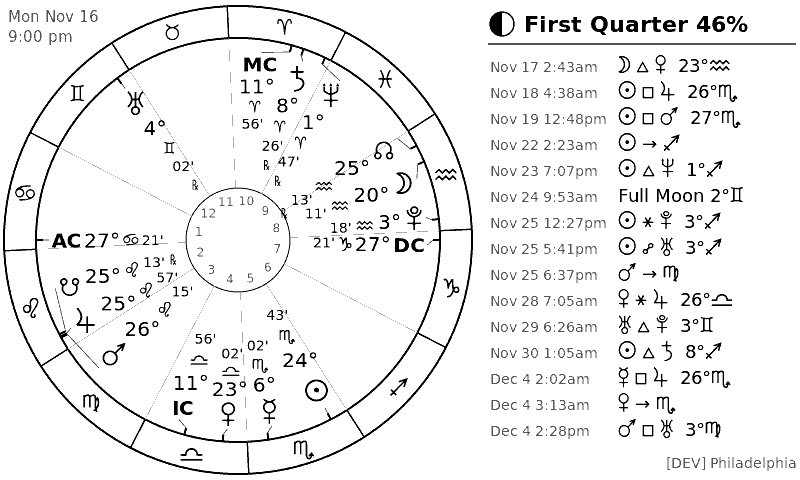 Mon Nov 16
9:00 pm
MC
11° ♈ 56'
♄ 8° ♈ 26' ℞
♆ 1° ♈ 47' ℞
♅ 4° ♊ 02' ℞
☊ 25° ♒ 13' ℞
☽ 20° ♒ 11'
♇ 3° ♒ 18'
AC 27° ♋ 21'
21' ♑ 27° DC
☋ 25° ♌ 13' ℞
♃ 25° ♌ 57'
♂ 26° ♌ 15'
56' ♎ 11° IC
02' ♎ 23° ♀
02' ♏ 6° ☿
43' ♏ 24° ☉
1 2 3 4 5 6 7 8 9 10 11 12
♈ ♉ ♊ ♋ ♌ ♍ ♎ ♏ ♐ ♑ ♒ ♓
First Quarter 46%
Nov 17 2:43am ☽ △ ♀ 23°♒
Nov 18 4:38am ☉ □ ♃ 26°♏
Nov 19 12:48pm ☉ □ ♂ 27°♏
Nov 22 2:23am ☉ → ♐
Nov 23 7:07pm ☉ △ ♆ 1°♐
Nov 24 9:53am Full Moon 2°♊
Nov 25 12:27pm ☉ ⚹ ♇ 3°♐
Nov 25 5:41pm ☉ ☍ ♅ 3°♐
Nov 25 6:37pm ♂ → ♍
Nov 28 7:05am ♀ ⚹ ♃ 26°♎
Nov 29 6:26am ♅ △ ♇ 3°♊
Nov 30 1:05am ☉ △ ♄ 8°♐
Dec 4 2:02am ☿ □ ♃ 26°♏
Dec 4 3:13am ♀ → ♏
Dec 4 2:28pm ♂ □ ♅ 3°♍
[DEV] Philadelphia